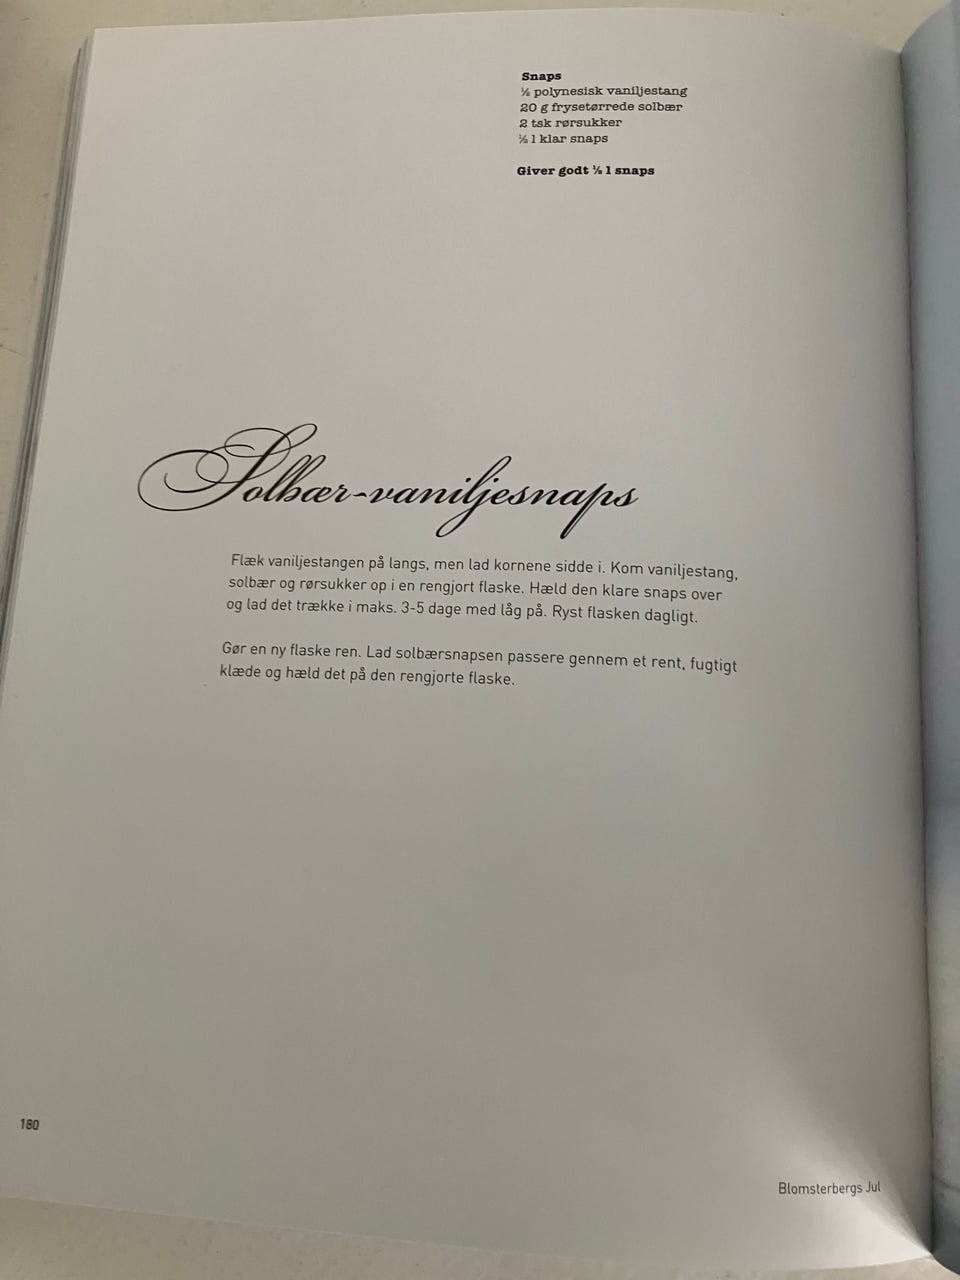 Snaps
½ polynesisk vaniljestang
20 g frysetørrede solbær
2 tsk rørsukker
½ l klar snaps
Giver godt ½ l snaps
Solbær-vaniljesnaps
Flæk vaniljestangen på langs, men lad kornene sidde i. Kom vaniljestang,
solbær og rørsukker op i en rengjort flaske. Hæld den klare snaps over
og lad det trække i maks. 3-5 dage med låg på. Ryst flasken dagligt.
Gør en ny flaske ren. Lad solbærsnapsen passere gennem et rent, fugtigt
klæde og hæld det på den rengjorte flaske.
180
Blomsterbergs Jul